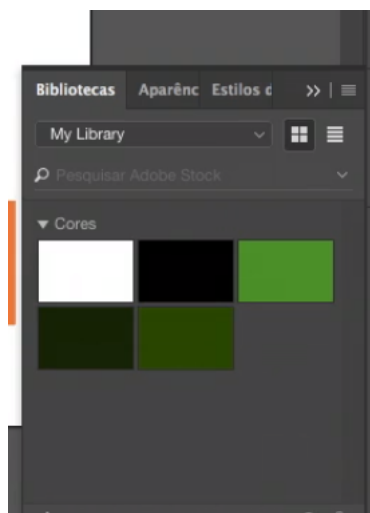 Bibliotecas Aparênc Estilos d
My Library
Pesquisar Adobe Stock
Cores